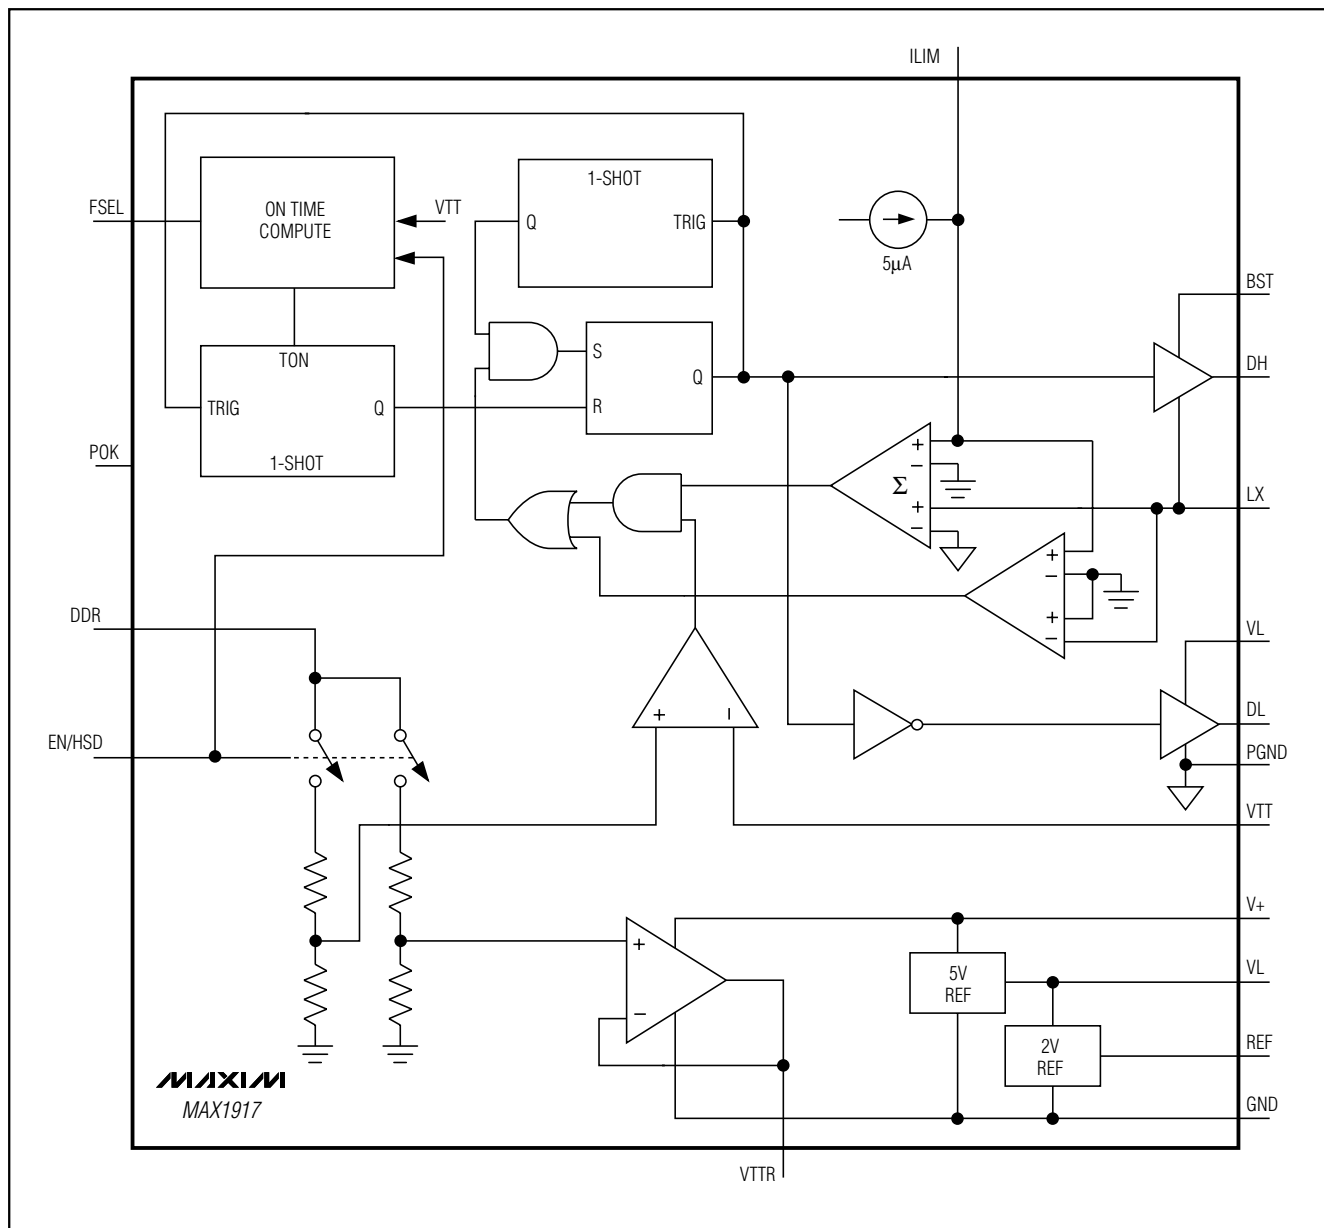 ILIM
1-SHOT
Q
TRIG
FSEL
ON TIME
COMPUTE
VTT
5µA
BST
TON
TRIG
Q
1-SHOT
S
R
Q
DH
POK
+
−
Σ
+
−
LX
+
−
+
−
DDR
VL
+
−
DL
EN/HSD
PGND
VTT
V+
+
−
5V
REF
VL
2V
REF
REF
MAXIM
MAX1917
GND
VTTR